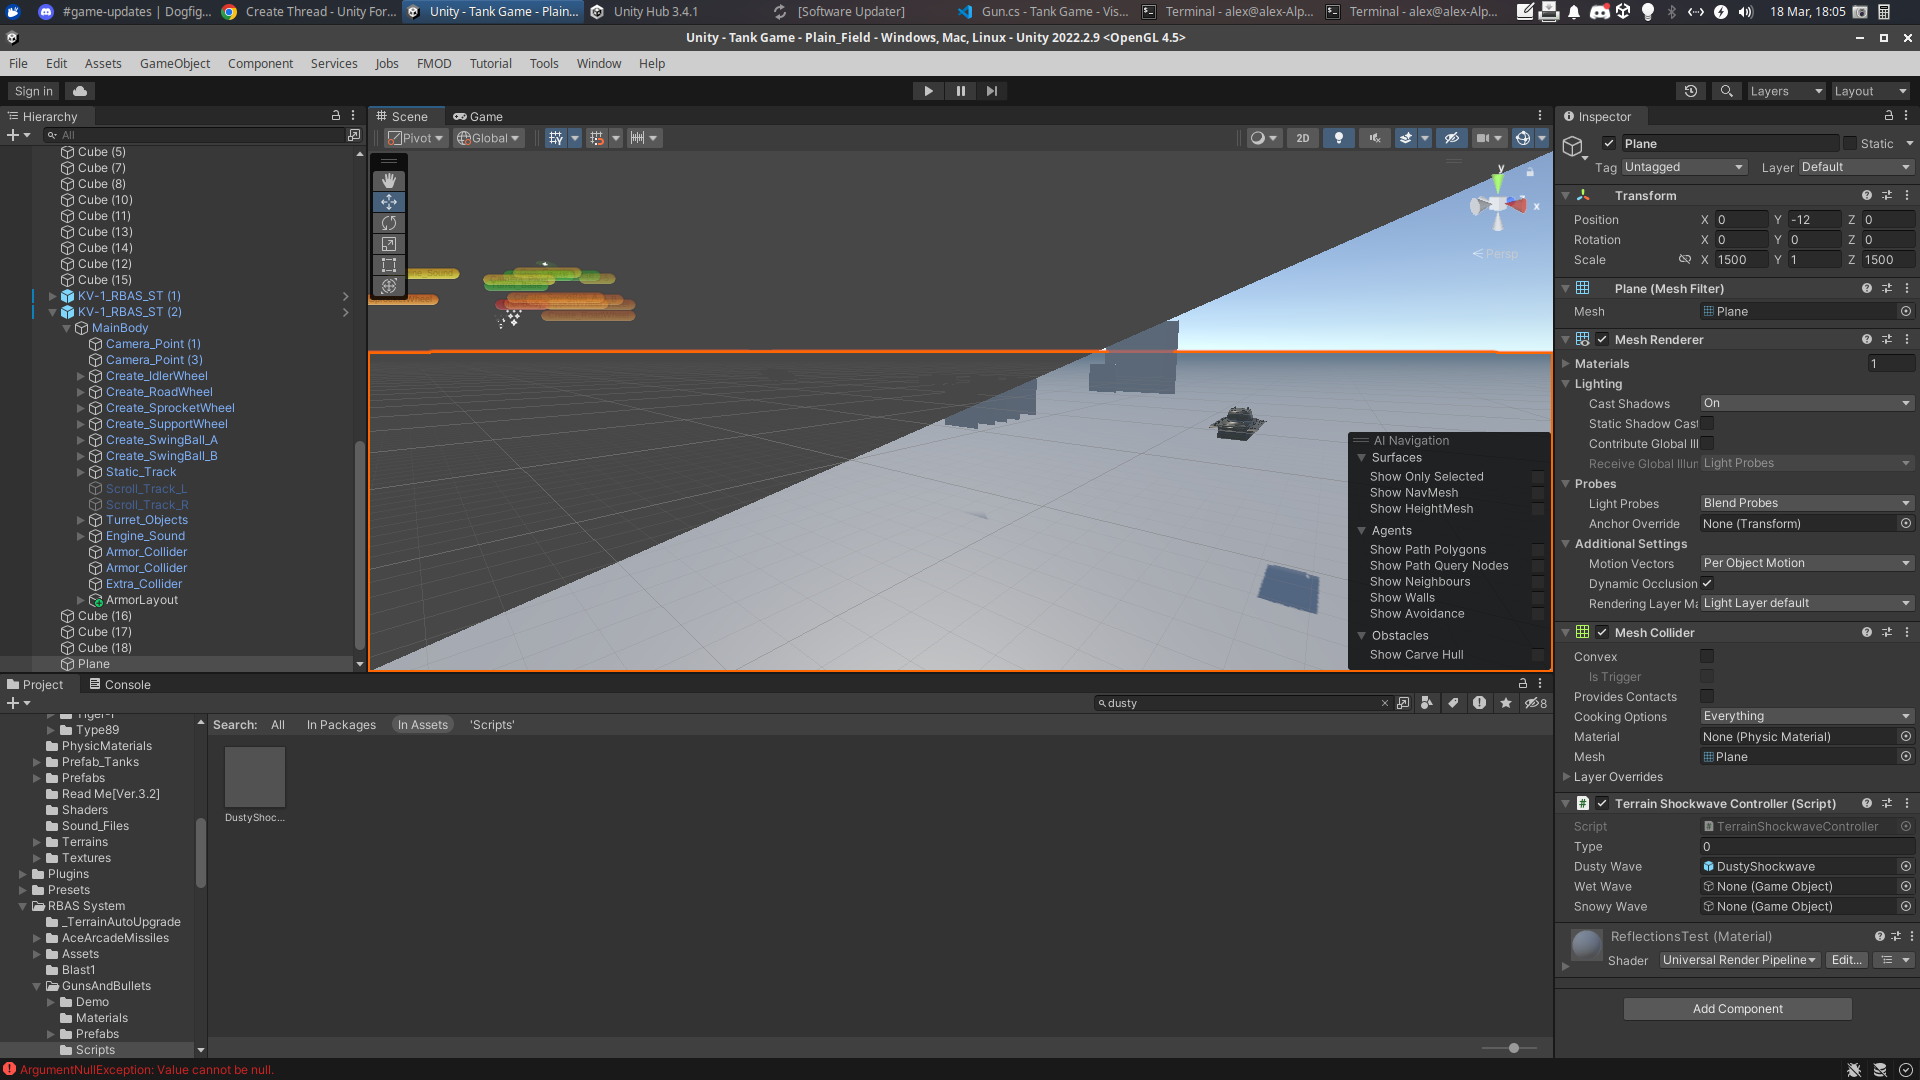 #game-updates | Dogfig...
Create Thread - Unity For...
Unity - Tank Game - Plain...
Unity Hub 3.4.1
[Software Updater]
Gun.cs - Tank Game - Vis...
Terminal - alex@alex-Alp...
Terminal - alex@alex-Alp...
18 Mar, 18:05
Unity - Tank Game - Plain_Field - Windows, Mac, Linux - Unity 2022.2.9 <OpenGL 4.5>
File Edit Assets GameObject Component Services Jobs FMOD Tutorial Tools Window Help
Sign in
Layers
Layout
Hierarchy
All
Cube (5)
Cube (7)
Cube (8)
Cube (10)
Cube (11)
Cube (13)
Cube (14)
Cube (12)
Cube (15)
KV-1_RBAS_ST (1)
KV-1_RBAS_ST (2)
MainBody
Camera_Point (1)
Camera_Point (3)
Create_IdlerWheel
Create_RoadWheel
Create_SprocketWheel
Create_SupportWheel
Create_SwingBall_A
Create_SwingBall_B
Static_Track
Scroll_Track_L
Scroll_Track_R
Turret_Objects
Engine_Sound
Armor_Collider
Armor_Collider
Extra_Collider
ArmorLayout
Cube (16)
Cube (17)
Cube (18)
Plane
Scene
Game
Pivot
Global
2D
y
x
Persp
AI Navigation
Surfaces
Show Only Selected
Show NavMesh
Show HeightMesh
Agents
Show Path Polygons
Show Path Query Nodes
Show Neighbours
Show Walls
Show Avoidance
Obstacles
Show Carve Hull
Inspector
Plane
Static
Tag Untagged
Layer Default
Transform
Position X 0 Y -12 Z 0
Rotation X 0 Y 0 Z 0
Scale X 1500 Y 1 Z 1500
Plane (Mesh Filter)
Mesh Plane
Mesh Renderer
Materials 1
Lighting
Cast Shadows On
Static Shadow Cast
Contribute Global Ill
Receive Global Illun Light Probes
Probes
Light Probes Blend Probes
Anchor Override None (Transform)
Additional Settings
Motion Vectors Per Object Motion
Dynamic Occlusion
Rendering Layer Ma Light Layer default
Mesh Collider
Convex
Is Trigger
Provides Contacts
Cooking Options Everything
Material None (Physic Material)
Mesh Plane
Layer Overrides
Terrain Shockwave Controller (Script)
Script TerrainShockwaveController
Type 0
Dusty Wave DustyShockwave
Wet Wave None (Game Object)
Snowy Wave None (Game Object)
ReflectionsTest (Material)
Shader Universal Render Pipeline Edit...
Add Component
Project
Console
dusty
8
Search: All In Packages In Assets 'Scripts'
DustyShoc...
Tiger-I
Type89
PhysicMaterials
Prefab_Tanks
Prefabs
Read Me[Ver.3.2]
Shaders
Sound_Files
Terrains
Textures
Plugins
Presets
RBAS System
_TerrainAutoUpgrade
AceArcadeMissiles
Assets
Blast1
GunsAndBullets
Demo
Materials
Prefabs
Scripts
ArgumentNullException: Value cannot be null.